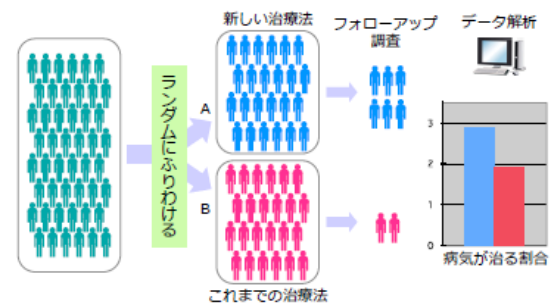 新しい治療法
フォローアップ
調査
データ解析
ランダムにふりわける
A
B
これまでの治療法
3
2
1
0
病気が治る割合